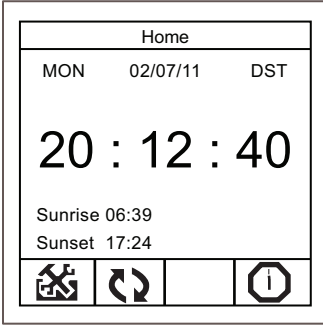 Home
MON 02/07/11 DST
20 : 12 : 40
Sunrise 06:39
Sunset 17:24
i